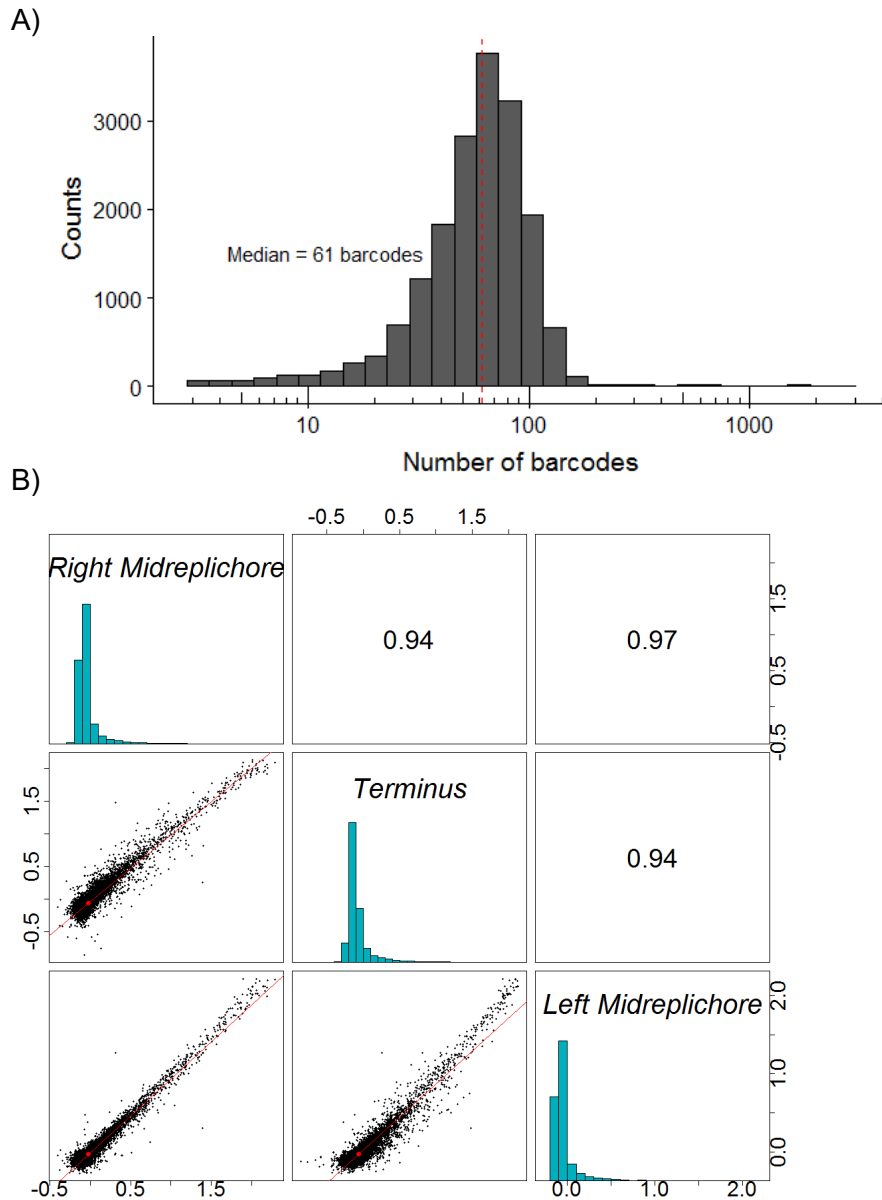 A)
3000
2000
1000
0
Counts
Median = 61 barcodes
10 100 1000
Number of barcodes
B)
-0.5 0.5 1.5
Right Midreplichore
0.94
0.97
-0.5 0.5 1.5
-0.5 0.5 1.5
Terminus
0.94
Left Midreplichore
0.0 1.0 2.0
-0.5 0.5 1.5
0.0 1.0 2.0